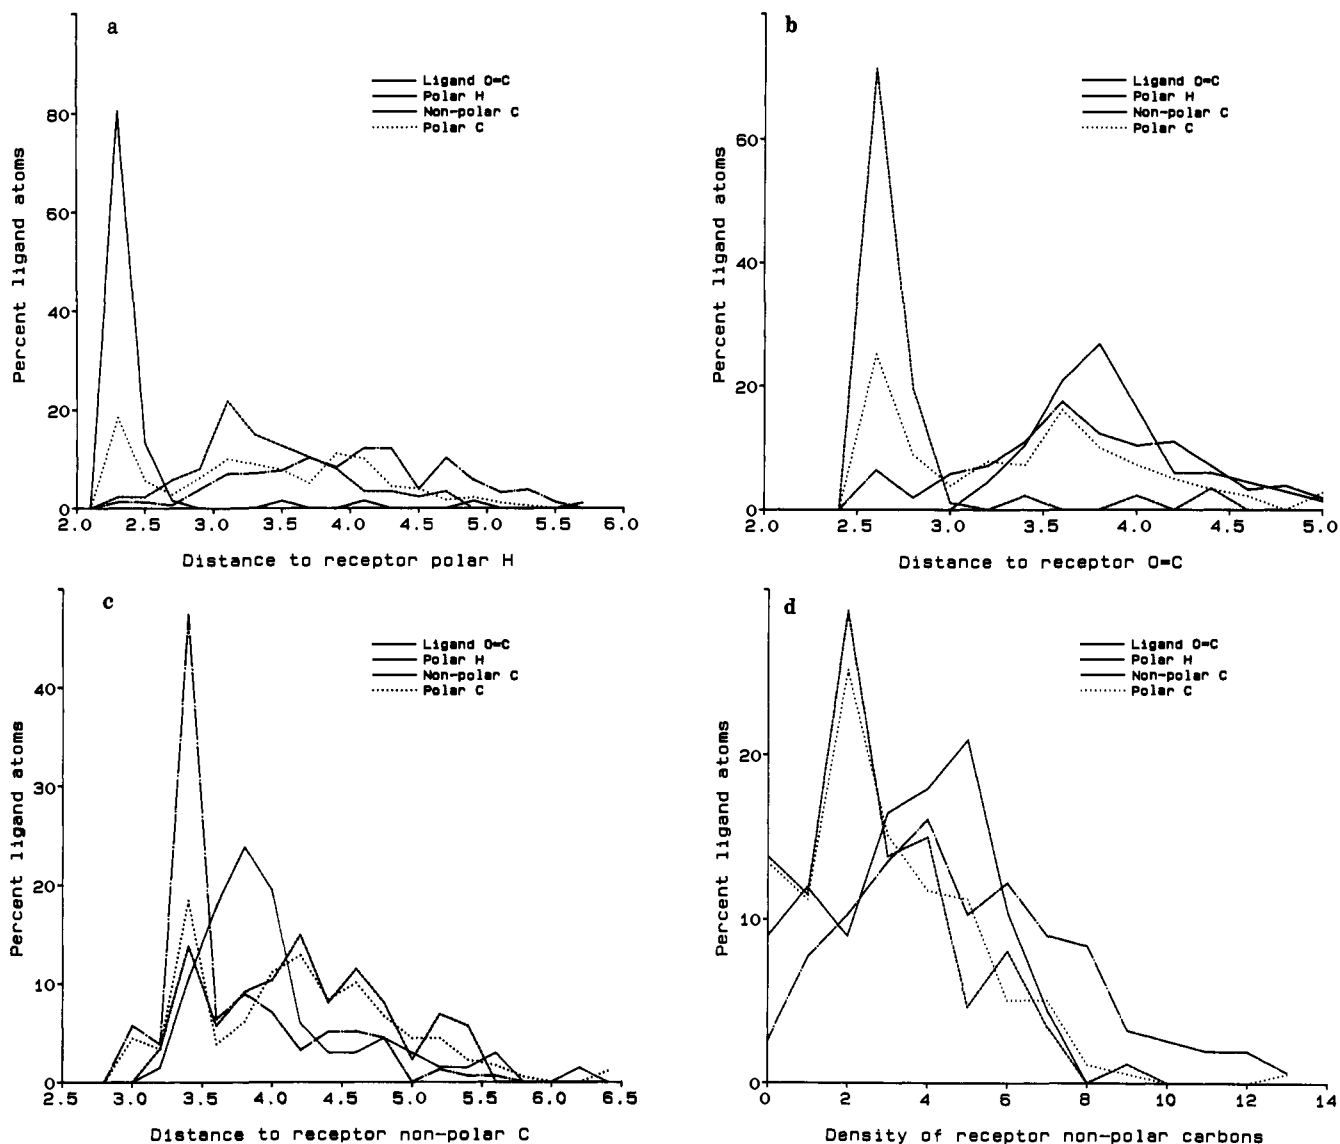 a
Ligand O=C
Polar H
Non-polar C
Polar C
Percent ligand atoms
80
60
40
20
0
2.0 2.5 3.0 3.5 4.0 4.5 5.0 5.5 6.0
Distance to receptor polar H
b
Ligand O=C
Polar H
Non-polar C
Polar C
Percent ligand atoms
60
40
20
0
2.0 2.5 3.0 3.5 4.0 4.5 5.0
Distance to receptor O=C
c
Ligand O=C
Polar H
Non-polar C
Polar C
Percent ligand atoms
40
30
20
10
0
2.5 3.0 3.5 4.0 4.5 5.0 5.5 6.0 6.5
Distance to receptor non-polar C
d
Ligand O=C
Polar H
Non-polar C
Polar C
Percent ligand atoms
20
10
0
0 2 4 6 8 10 12 14
Density of receptor non-polar carbons